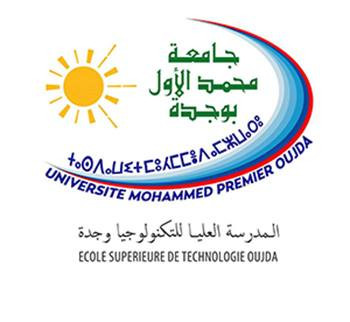 جامعة
محمد الأول
بوجدة
UNIVERSITE MOHAMMED PREMIER OUJDA
المدرسة العليا للتكنولوجيا وجدة
ECOLE SUPERIEURE DE TECHNOLOGIE OUJDA